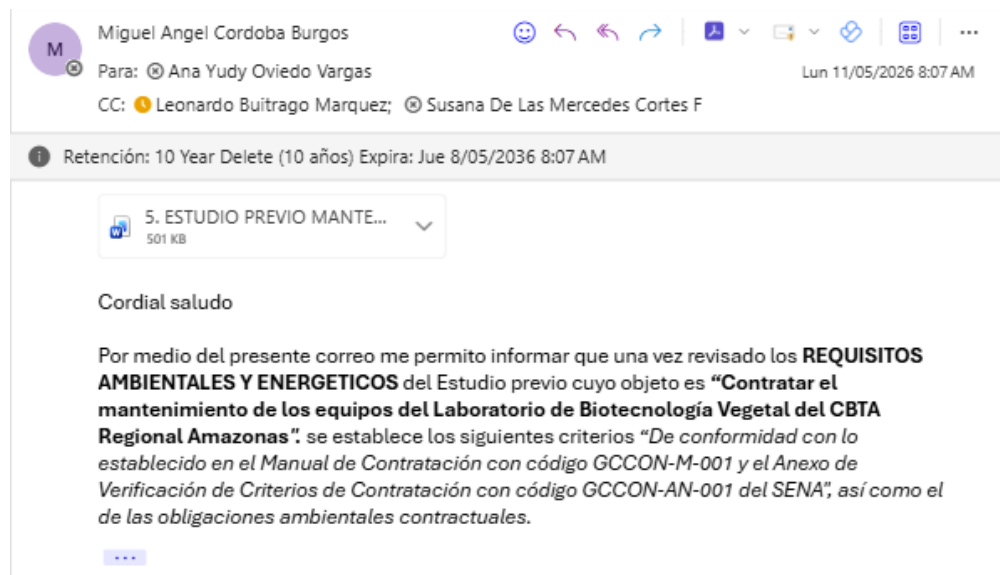 M
Miguel Angel Cordoba Burgos
Para: Ana Yudy Oviedo Vargas
Lun 11/05/2026 8:07 AM
CC: Leonardo Buitrago Marquez; Susana De Las Mercedes Cortes F
Retención: 10 Year Delete (10 años) Expira: Jue 8/05/2036 8:07 AM
5. ESTUDIO PREVIO MANTE...
501 KB
Cordial saludo
Por medio del presente correo me permito informar que una vez revisado los REQUISITOS
AMBIENTALES Y ENERGETICOS del Estudio previo cuyo objeto es “Contratar el
mantenimiento de los equipos del Laboratorio de Biotecnología Vegetal del CBTA
Regional Amazonas”. se establece los siguientes criterios “De conformidad con lo
establecido en el Manual de Contratación con código GCCON-M-001 y el Anexo de
Verificación de Criterios de Contratación con código GCCON-AN-001 del SENA”, así como el
de las obligaciones ambientales contractuales.
...